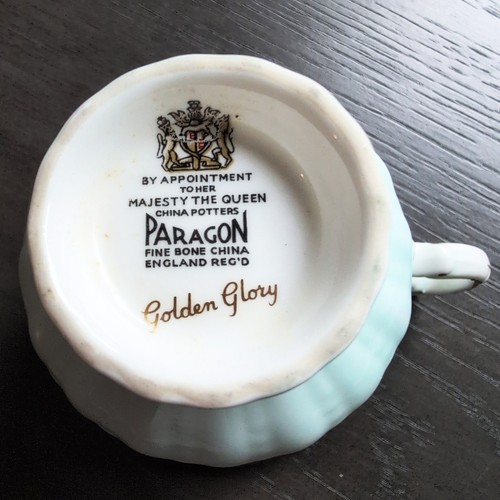 BY APPOINTMENT
TO HER
MAJESTY THE QUEEN
CHINA POTTERS
PARAGON
FINE BONE CHINA
ENGLAND REG'D
Golden Glory